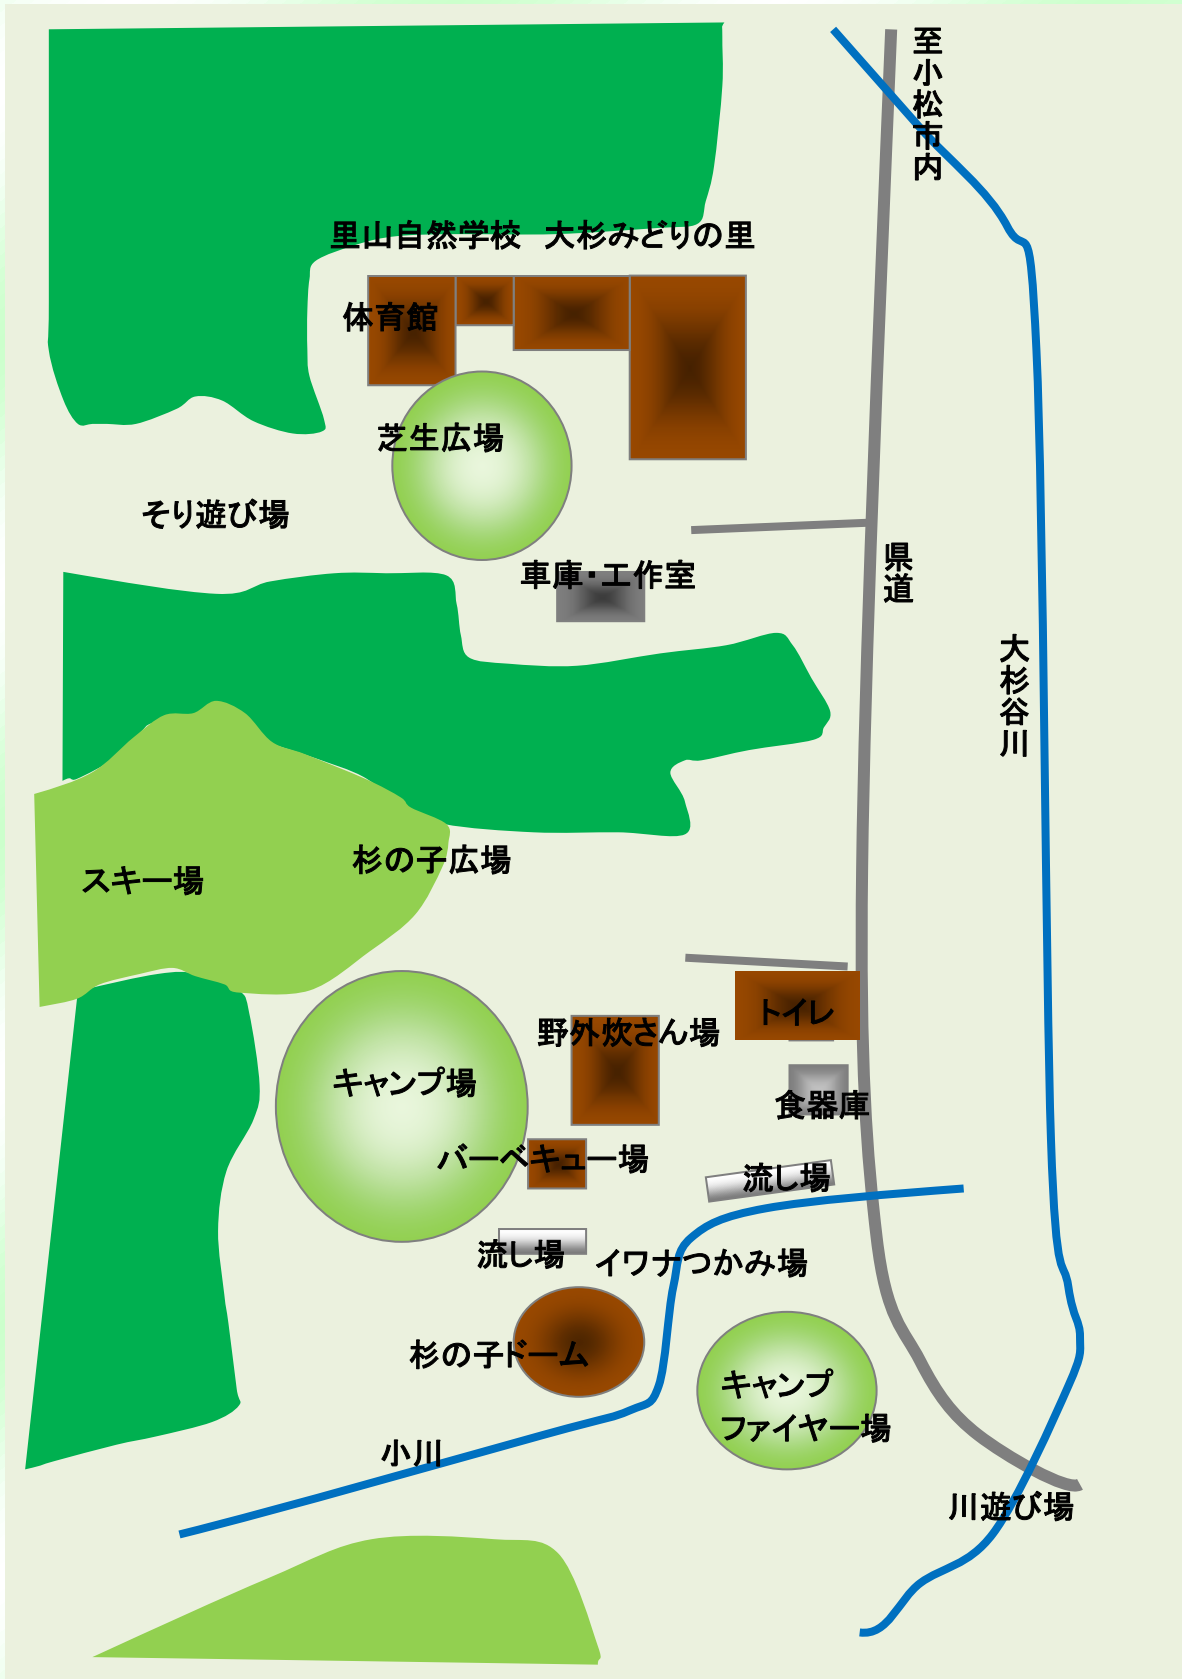 至小松市内
里山自然学校　大杉みどりの里
体育館
芝生広場
そり遊び場
車庫・工作室
県道
大杉谷川
杉の子広場
スキー場
トイレ
野外炊さん場
キャンプ場
食器庫
バーベキュー場
流し場
流し場
イワナつかみ場
杉の子ドーム
キャンプ
ファイヤー場
小川
川遊び場